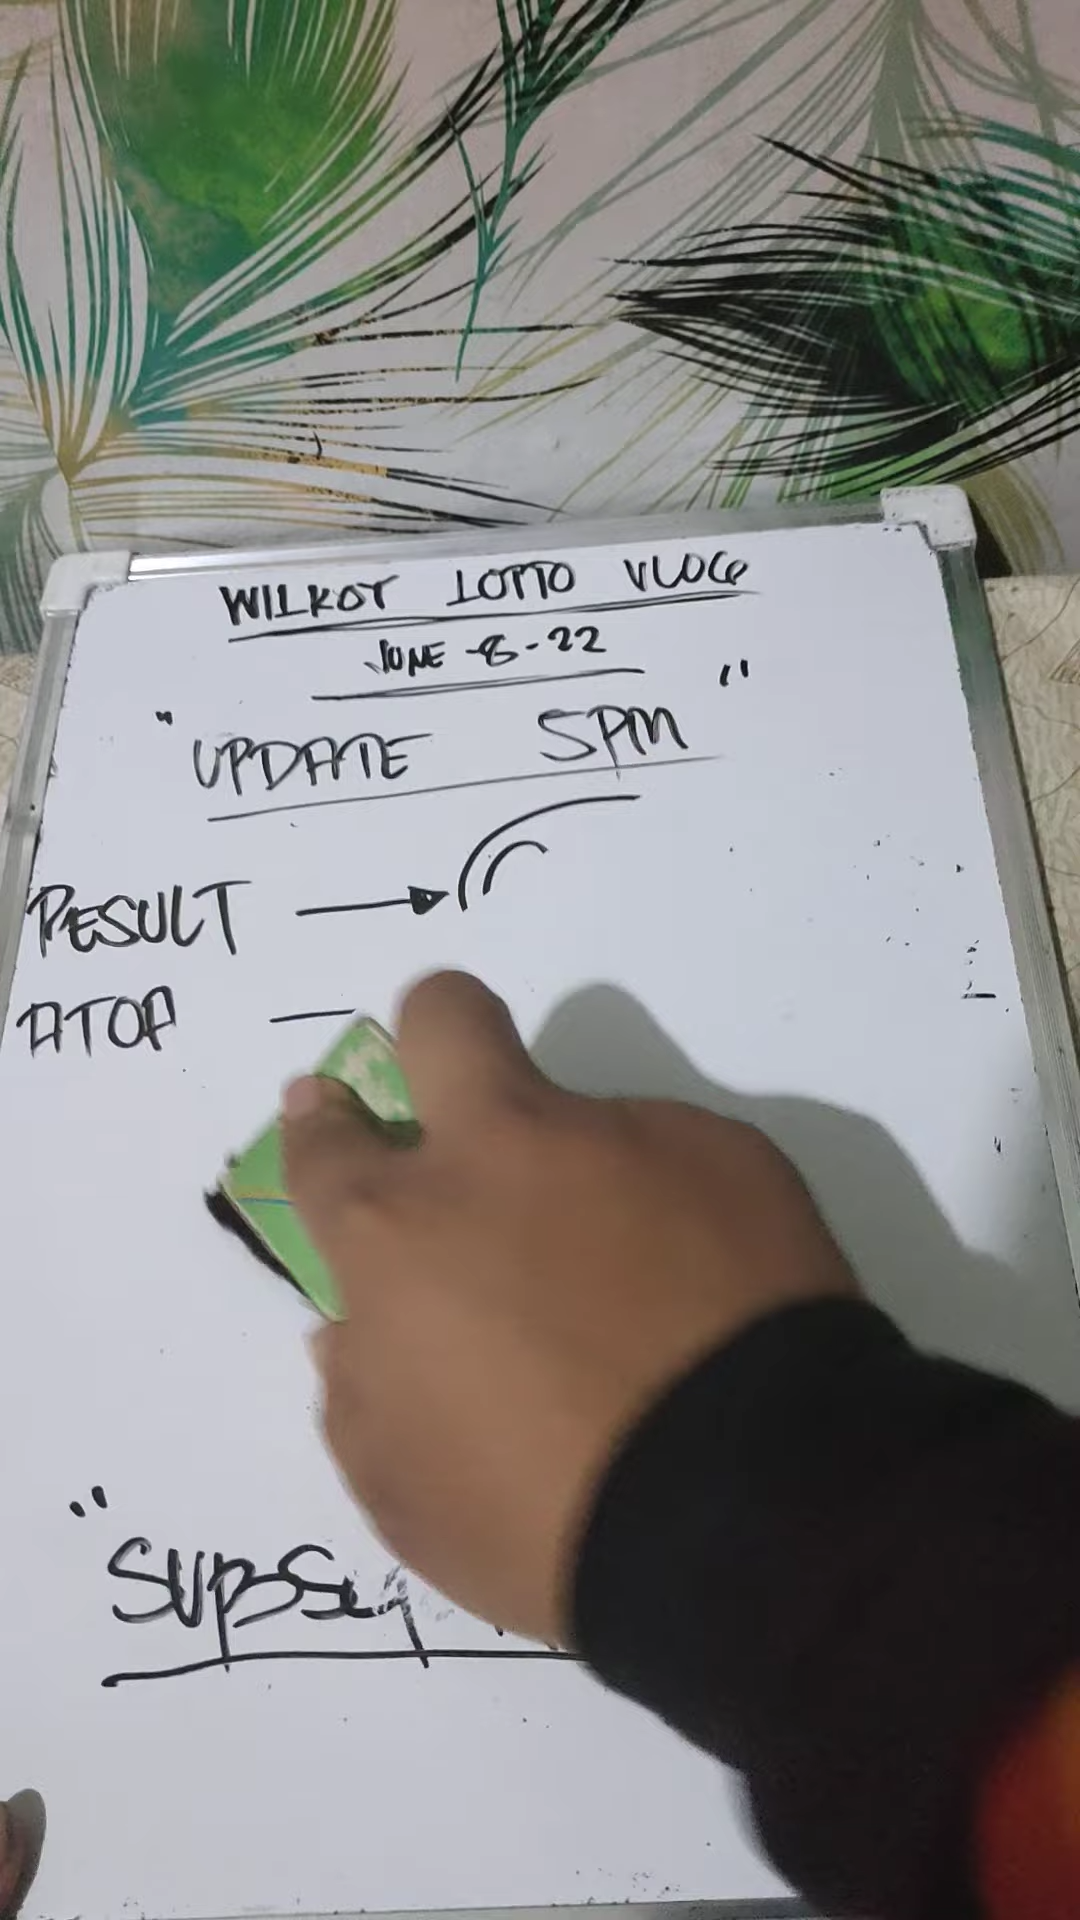 WILKOT LOTTO VLOG
JUNE-8-22
"UPDATE 5PM"
RESULT
ATOP